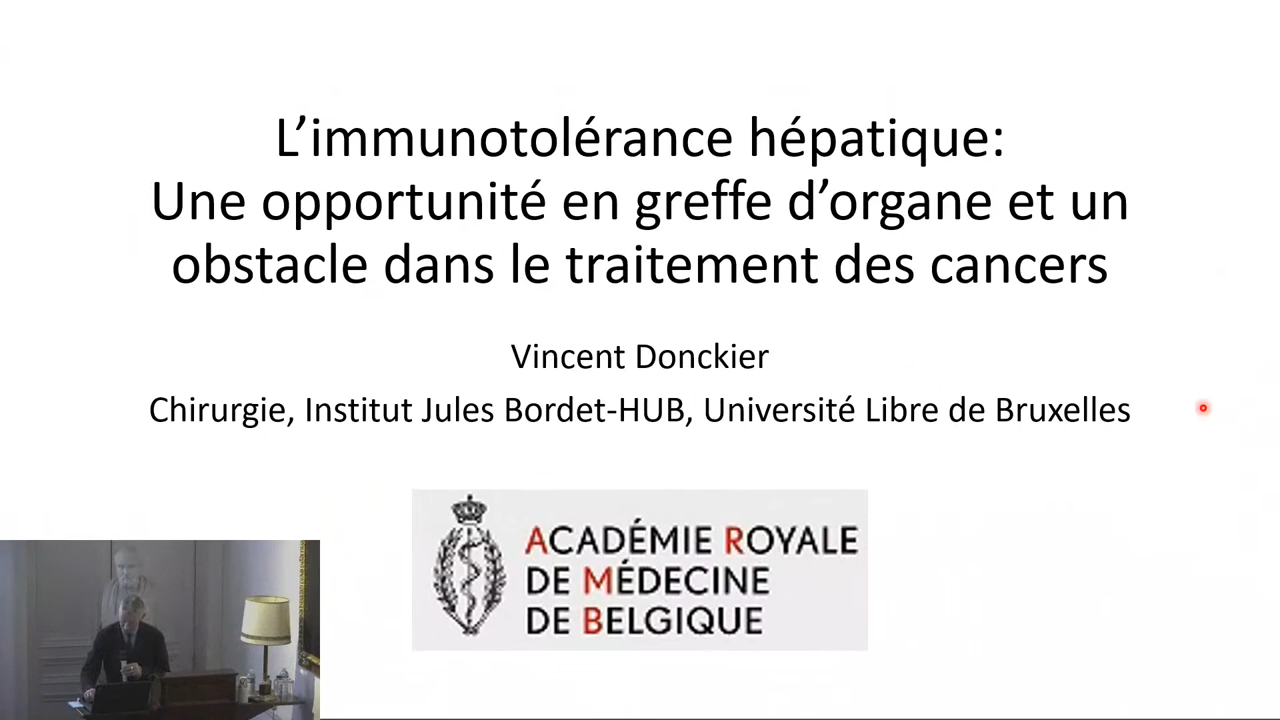 L’immunotolérance hépatique:
Une opportunité en greffe d’organe et un
obstacle dans le traitement des cancers
Vincent Donckier
Chirurgie, Institut Jules Bordet-HUB, Université Libre de Bruxelles
ACADÉMIE ROYALE
DE MÉDECINE
DE BELGIQUE